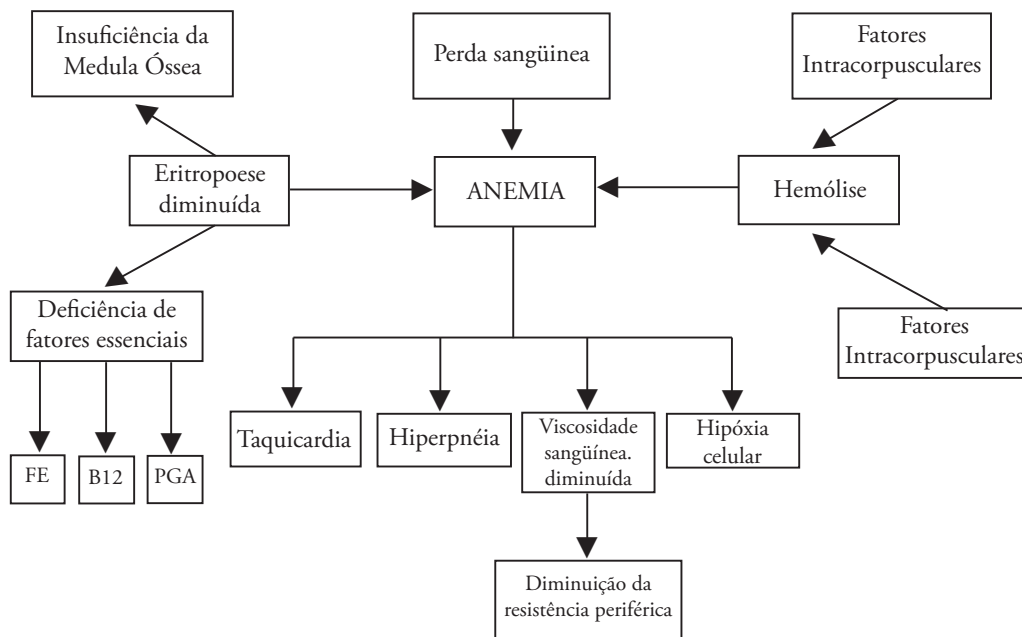 Insuficiência da
Medula Óssea
Perda sangüinea
Fatores
Intracorpusculares
Eritropoese
diminuída
ANEMIA
Hemólise
Deficiência de
fatores essenciais
Fatores
Intracorpusculares
FE
B12
PGA
Taquicardia
Hiperpnéia
Viscosidade
sangüínea.
diminuída
Hipóxia
celular
Diminuição da
resistência periférica